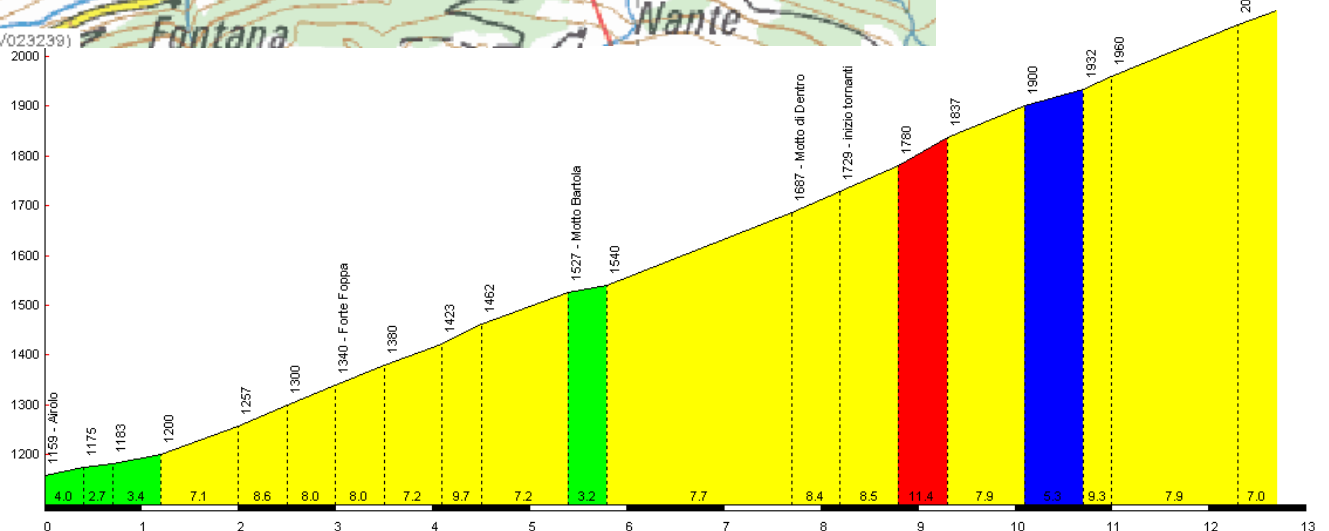 Fontana
Nante
V023239)
2000
1900
1800
1700
1600
1500
1400
1300
1200
1159 - Airolo
1175
1183
1200
1257
1300
1340 - Forte Foppa
1380
1423
1462
1527 - Motto Bartola
1540
1687 - Motto di Dentro
1729 - inizio tornanti
1780
1837
1900
1932
1960
20
4.0 2.7 3.4 7.1 8.6 8.0 8.0 7.2 9.7 7.2 3.2 7.7 8.4 8.5 11.4 7.9 5.3 9.3 7.9 7.0
0 1 2 3 4 5 6 7 8 9 10 11 12 13